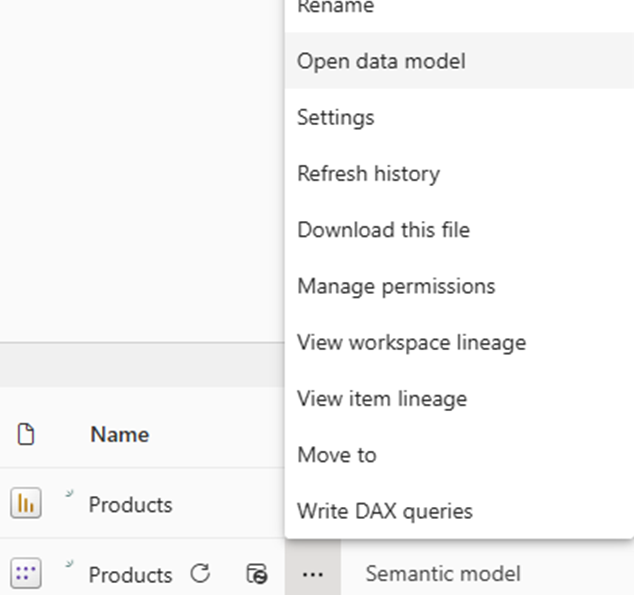 Rename
Open data model
Settings
Refresh history
Download this file
Manage permissions
View workspace lineage
View item lineage
Move to
Write DAX queries
Name
Products
Products ... Semantic model